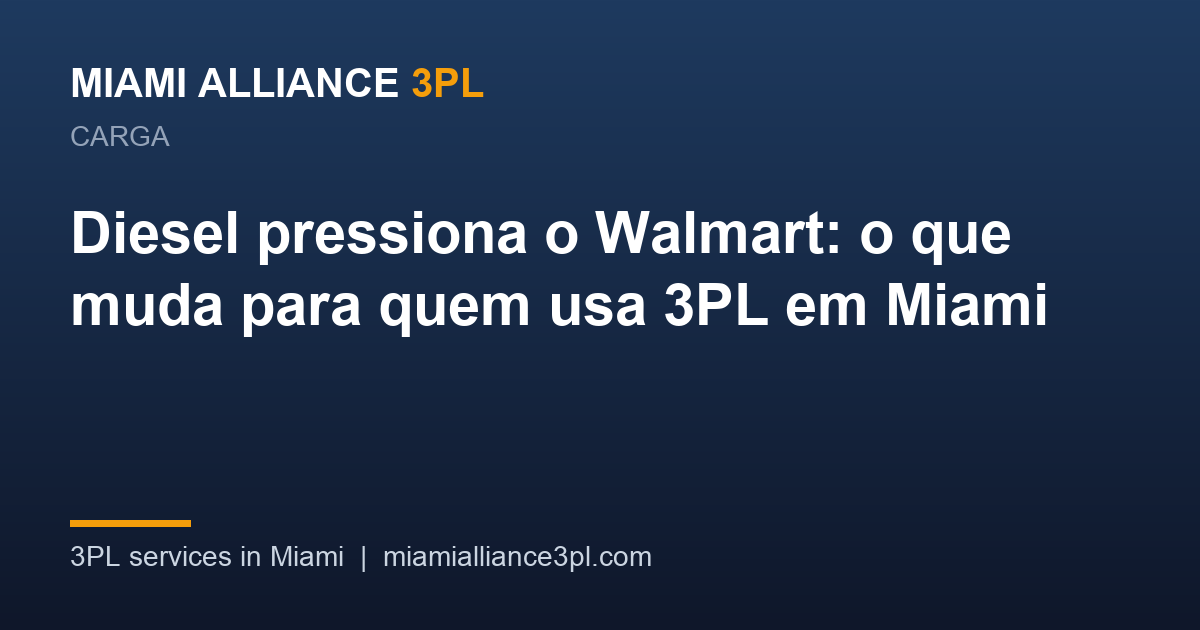 MIAMI ALLIANCE 3PL
CARGA
Diesel pressiona o Walmart: o que
muda para quem usa 3PL em Miami
3PL services in Miami | miamialliance3pl.com